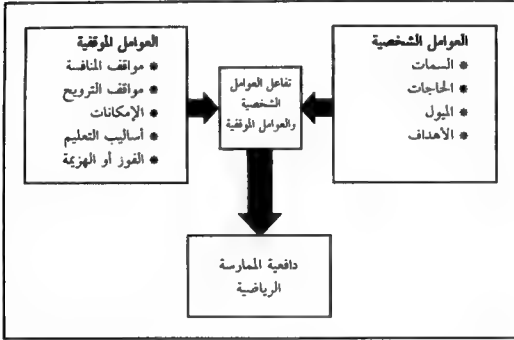 العوامل الشخصية
* السمات
* الحاجات
* الميول
* الأهداف
تفاعل العوامل
الشخصية
والعوامل الموقفية
العوامل الموقفية
* مواقف المنافسة
* مواقف الترويح
* الإمكانات
* أساليب التعليم
* الفوز أو الهزيمة
دافعية الممارسة
الرياضية